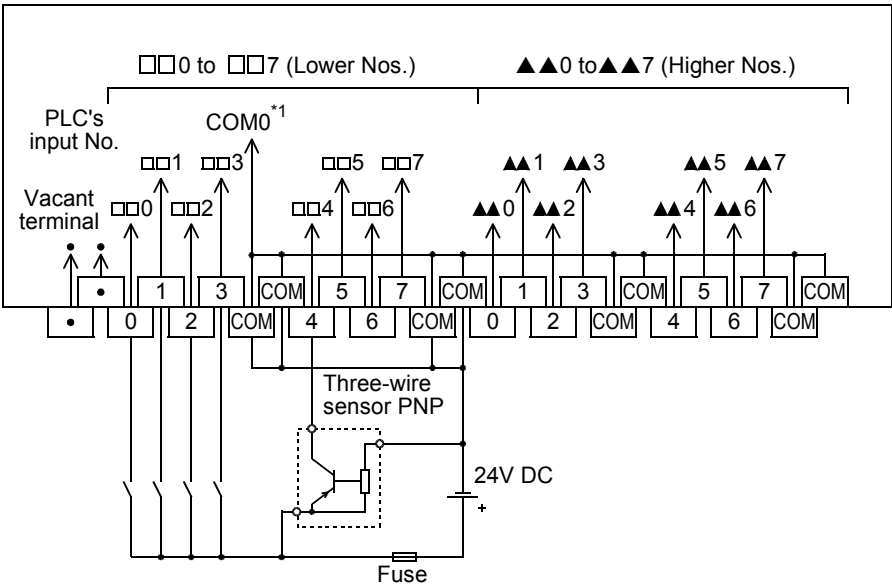 □□0 to □□7 (Lower Nos.) ▲▲0 to▲▲7 (Higher Nos.)
PLC's
input No.
COM0*1
□□1 □□3 □□5 □□7 ▲▲1 ▲▲3 ▲▲5 ▲▲7
Vacant
terminal
□□0 □□2 □□4 □□6 ▲▲0 ▲▲2 ▲▲4 ▲▲6
• •
• 1 3 COM 5 7 COM 1 3 COM 5 7 COM
• 0 2 COM 4 6 COM 0 2 COM 4 6 COM
Three-wire
sensor PNP
24V DC
+
Fuse